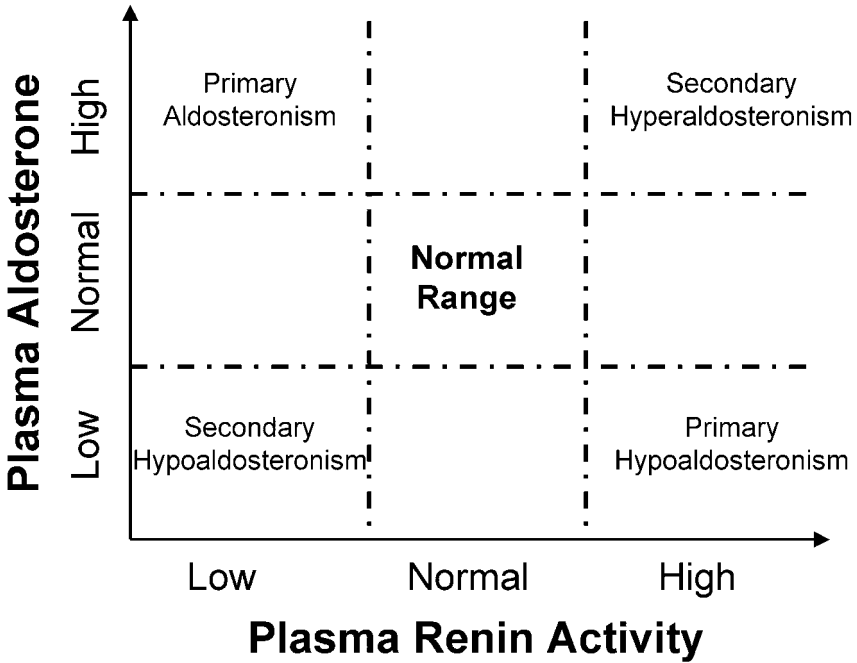 Primary
Aldosteronism
Secondary
Hyperaldosteronism
Normal
Range
Secondary
Hypoaldosteronism
Primary
Hypoaldosteronism
Plasma Aldosterone
High
Normal
Low
Low
Normal
High
Plasma Renin Activity